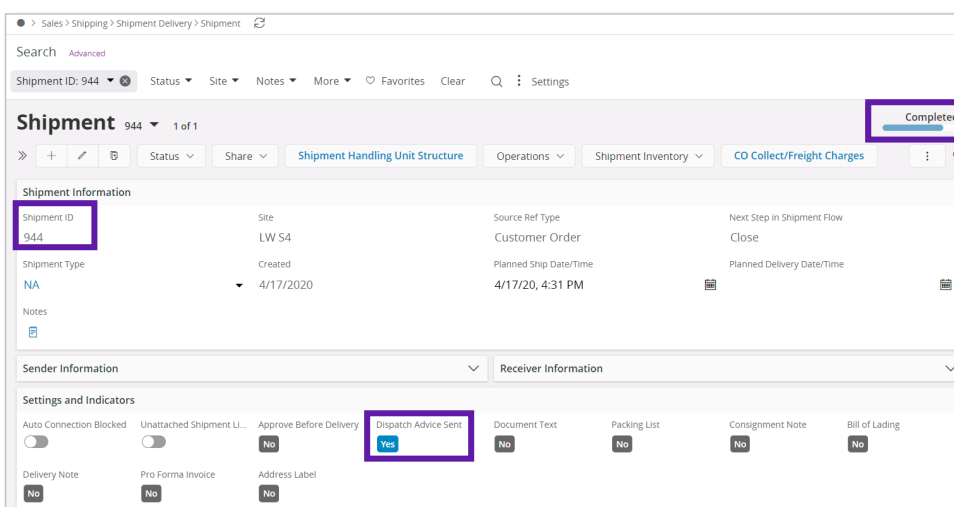 > Sales > Shipping > Shipment Delivery > Shipment
Search Advanced
Shipment ID: 944 Status Site Notes More Favorites Clear Settings
Shipment 944 1 of 1
Completed
Status Share Shipment Handling Unit Structure Operations Shipment Inventory CO Collect/Freight Charges
Shipment Information
Shipment ID Site Source Ref Type Next Step in Shipment Flow
944 LW S4 Customer Order Close
Shipment Type Created Planned Ship Date/Time Planned Delivery Date/Time
NA 4/17/2020 4/17/20, 4:31 PM
Notes
Sender Information Receiver Information
Settings and Indicators
Auto Connection Blocked Unattached Shipment Li... Approve Before Delivery Dispatch Advice Sent Document Text Packing List Consignment Note Bill of Lading
No Yes No No No No
Delivery Note Pro Forma Invoice Address Label
No No No